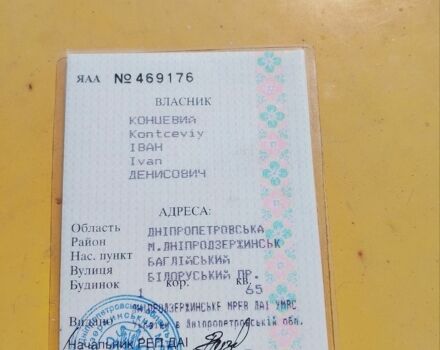 ЯАА №469176
ВЛАСНИК
КОНЦЕВИЙ
Kontceviy
ІВАН
Ivan
ДЕНИСОВИЧ
АДРЕСА:
Область ДНІПРОПЕТРОВСЬКА
Район М.ДНІПРОДЗЕРЖИНСЬК
Нас. пункт БАГЛІЙСЬКИЙ
Вулиця БІЛОРУСЬКИЙ ПР.
Будинок 1 кор. кв. 65
МРЕВ ДАІ УМВС
Видано в Дніпропетровській обл.
Начальник РЕП ДАІ